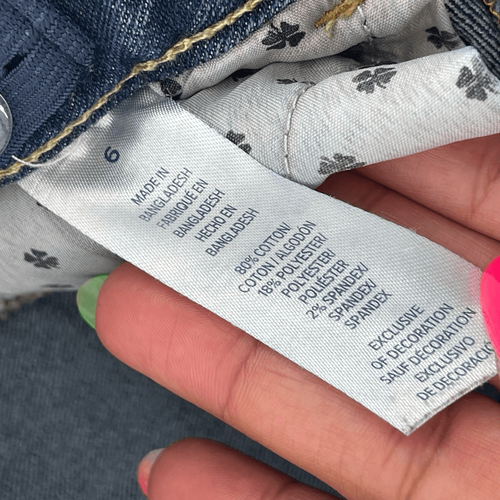 6
MADE IN
BANGLADESH
FABRIQUÉ EN
BANGLADESH
HECHO EN
BANGLADESH
80% COTTON/
COTON / ALGODÓN
18% POLYESTER/
POLYESTER/
POLIÉSTER
2% SPANDEX/
SPANDEX/
SPANDEX
EXCLUSIVE
OF DECORATION
SAUF DÉCORATION
EXCLUSIVO
DE